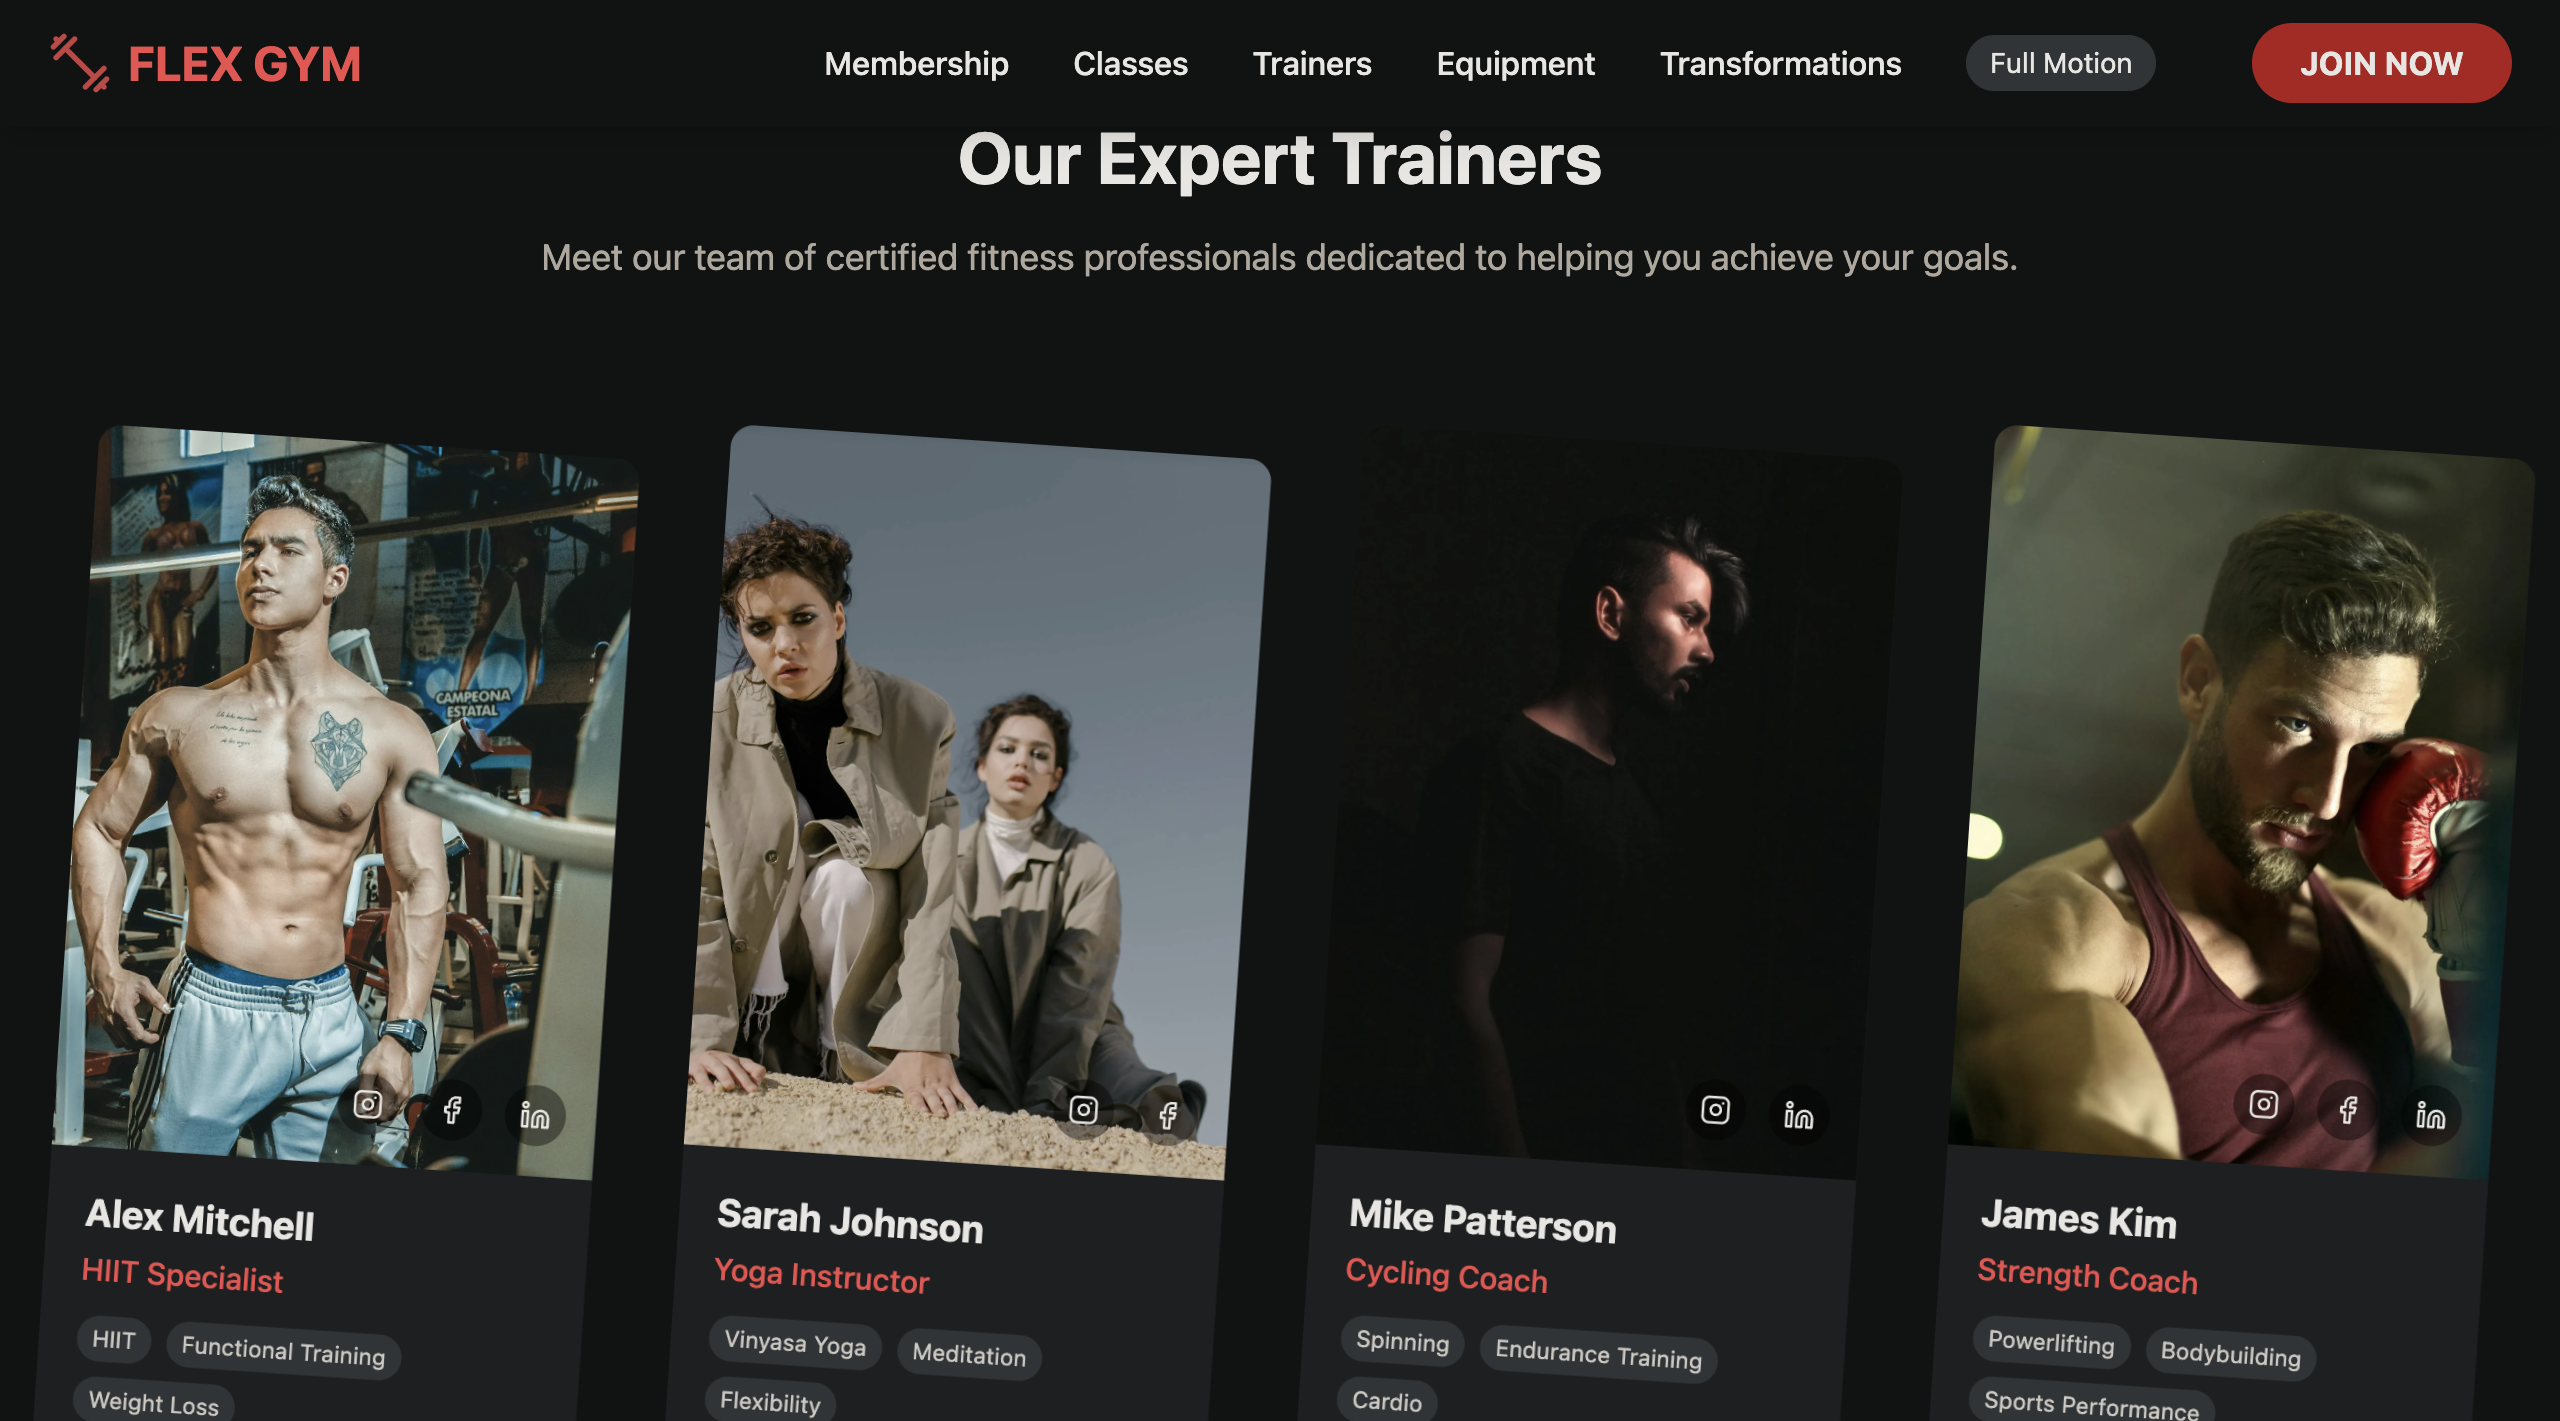 FLEX GYM
Membership
Classes
Trainers
Equipment
Transformations
Full Motion
JOIN NOW
Our Expert Trainers
Meet our team of certified fitness professionals dedicated to helping you achieve your goals.
CAMPEONA
ESTATAL
Alex Mitchell
HIIT Specialist
HIIT
Functional Training
Weight Loss
Sarah Johnson
Yoga Instructor
Vinyasa Yoga
Meditation
Flexibility
Mike Patterson
Cycling Coach
Spinning
Endurance Training
Cardio
James Kim
Strength Coach
Powerlifting
Bodybuilding
Sports Performance